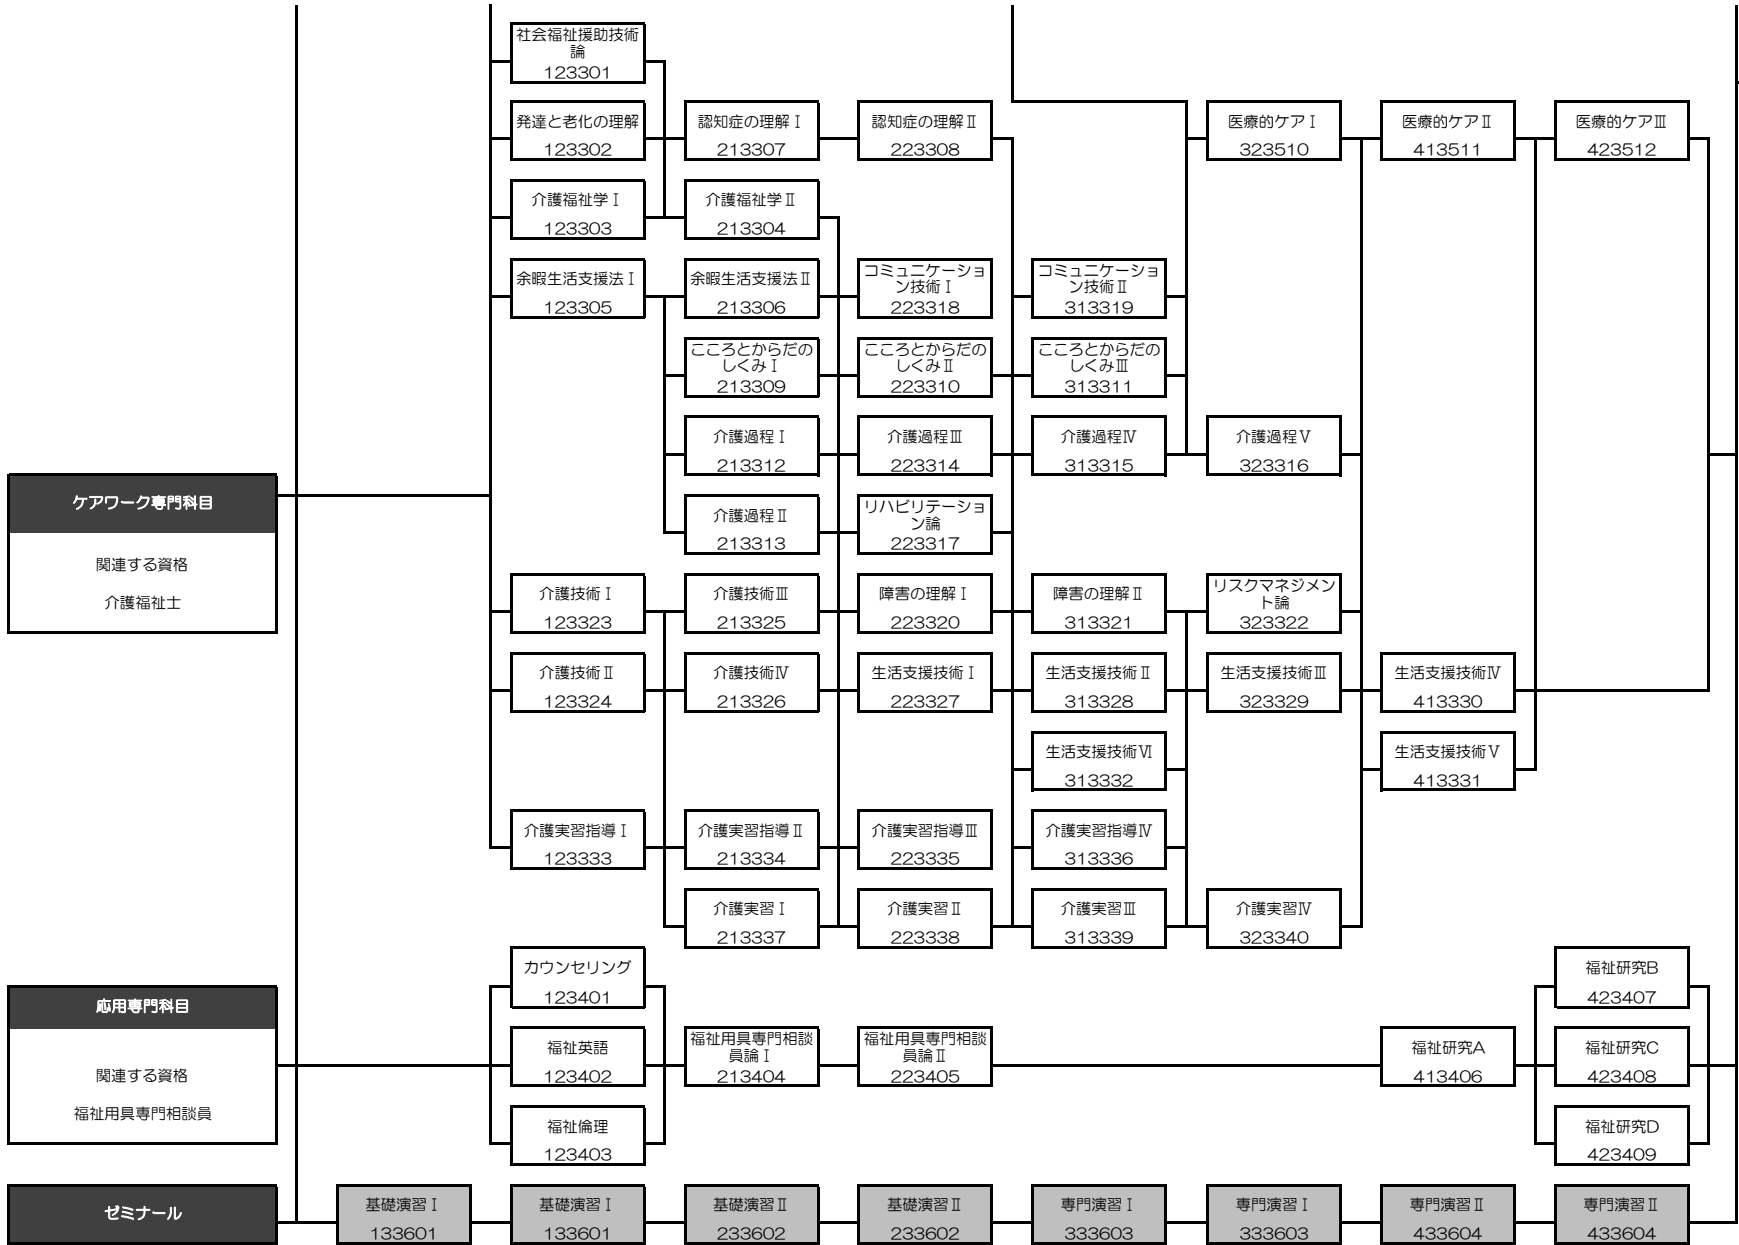 社会福祉援助技術
論
123301
発達と老化の理解
123302
認知症の理解Ⅰ
213307
認知症の理解Ⅱ
223308
医療的ケアⅠ
323510
医療的ケアⅡ
413511
医療的ケアⅢ
423512
介護福祉学Ⅰ
123303
介護福祉学Ⅱ
213304
余暇生活支援法Ⅰ
123305
余暇生活支援法Ⅱ
213306
コミュニケーショ
ン技術Ⅰ
223318
コミュニケーショ
ン技術Ⅱ
313319
こころとからだの
しくみⅠ
213309
こころとからだの
しくみⅡ
223310
こころとからだの
しくみⅢ
313311
介護過程Ⅰ
213312
介護過程Ⅲ
223314
介護過程Ⅳ
313315
介護過程Ⅴ
323316
ケアワーク専門科目
関連する資格
介護福祉士
介護過程Ⅱ
213313
リハビリテーショ
ン論
223317
介護技術Ⅰ
123323
介護技術Ⅲ
213325
障害の理解Ⅰ
223320
障害の理解Ⅱ
313321
リスクマネジメン
ト論
323322
介護技術Ⅱ
123324
介護技術Ⅳ
213326
生活支援技術Ⅰ
223327
生活支援技術Ⅱ
313328
生活支援技術Ⅲ
323329
生活支援技術Ⅳ
413330
生活支援技術Ⅵ
313332
生活支援技術Ⅴ
413331
介護実習指導Ⅰ
123333
介護実習指導Ⅱ
213334
介護実習指導Ⅲ
223335
介護実習指導Ⅳ
313336
介護実習Ⅰ
213337
介護実習Ⅱ
223338
介護実習Ⅲ
313339
介護実習Ⅳ
323340
応用専門科目
関連する資格
福祉用具専門相談員
カウンセリング
123401
福祉研究B
423407
福祉英語
123402
福祉用具専門相談
員論Ⅰ
213404
福祉用具専門相談
員論Ⅱ
223405
福祉研究A
413406
福祉研究C
423408
福祉倫理
123403
福祉研究D
423409
ゼミナール
基礎演習Ⅰ
133601
基礎演習Ⅰ
133601
基礎演習Ⅱ
233602
基礎演習Ⅱ
233602
専門演習Ⅰ
333603
専門演習Ⅰ
333603
専門演習Ⅱ
433604
専門演習Ⅱ
433604